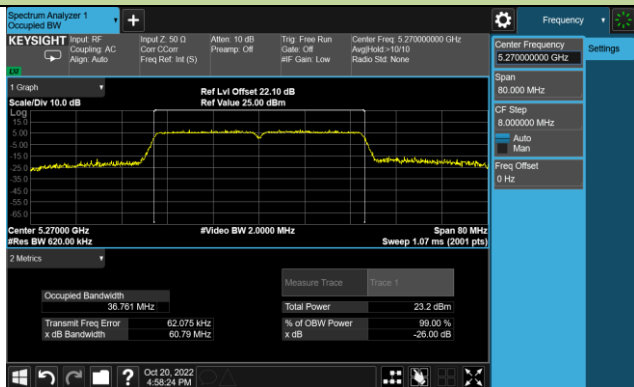 Spectrum Analyzer 1
Occupied BW
Frequency
KEYSIGHT
Input: RF
Coupling: AC
Align: Auto
Input Z: 50 Ω
Corr CCorr
Freq Ref: Int (S)
Atten: 10 dB
Preamp: Off
Trig: Free Run
Gate: Off
#IF Gain: Low
Center Freq: 5.270000000 GHz
Avg|Hold:>10/10
Radio Std: None
Center Frequency
5.270000000 GHz
Settings
Span
80.000 MHz
CF Step
8.000000 MHz
Auto
Man
Freq Offset
0 Hz
1 Graph
Scale/Div 10.0 dB
Ref Lvl Offset 22.10 dB
Ref Value 25.00 dBm
Log
15.0
5.00
-5.00
-15.0
-25.0
-35.0
-45.0
-55.0
-65.0
Center 5.27000 GHz
#Res BW 620.00 kHz
#Video BW 2.0000 MHz
Span 80 MHz
Sweep 1.07 ms (2001 pts)
2 Metrics
Measure Trace
Trace 1
Occupied Bandwidth
36.761 MHz
Total Power
23.2 dBm
Transmit Freq Error
62.075 kHz
% of OBW Power
99.00 %
x dB Bandwidth
60.79 MHz
x dB
-26.00 dB
Oct 20, 2022
4:58:24 PM